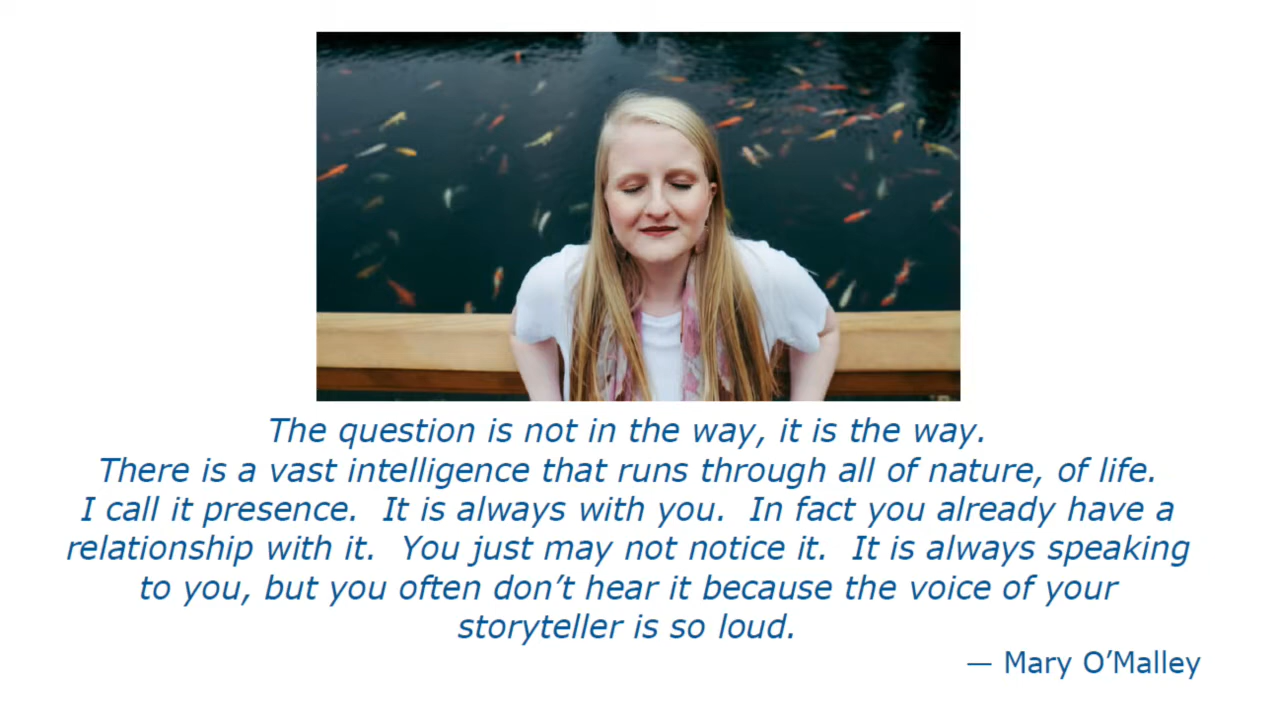 The question is not in the way, it is the way.
There is a vast intelligence that runs through all of nature, of life.
I call it presence.  It is always with you.  In fact you already have a
relationship with it.  You just may not notice it.  It is always speaking
to you, but you often don’t hear it because the voice of your
storyteller is so loud.
— Mary O’Malley